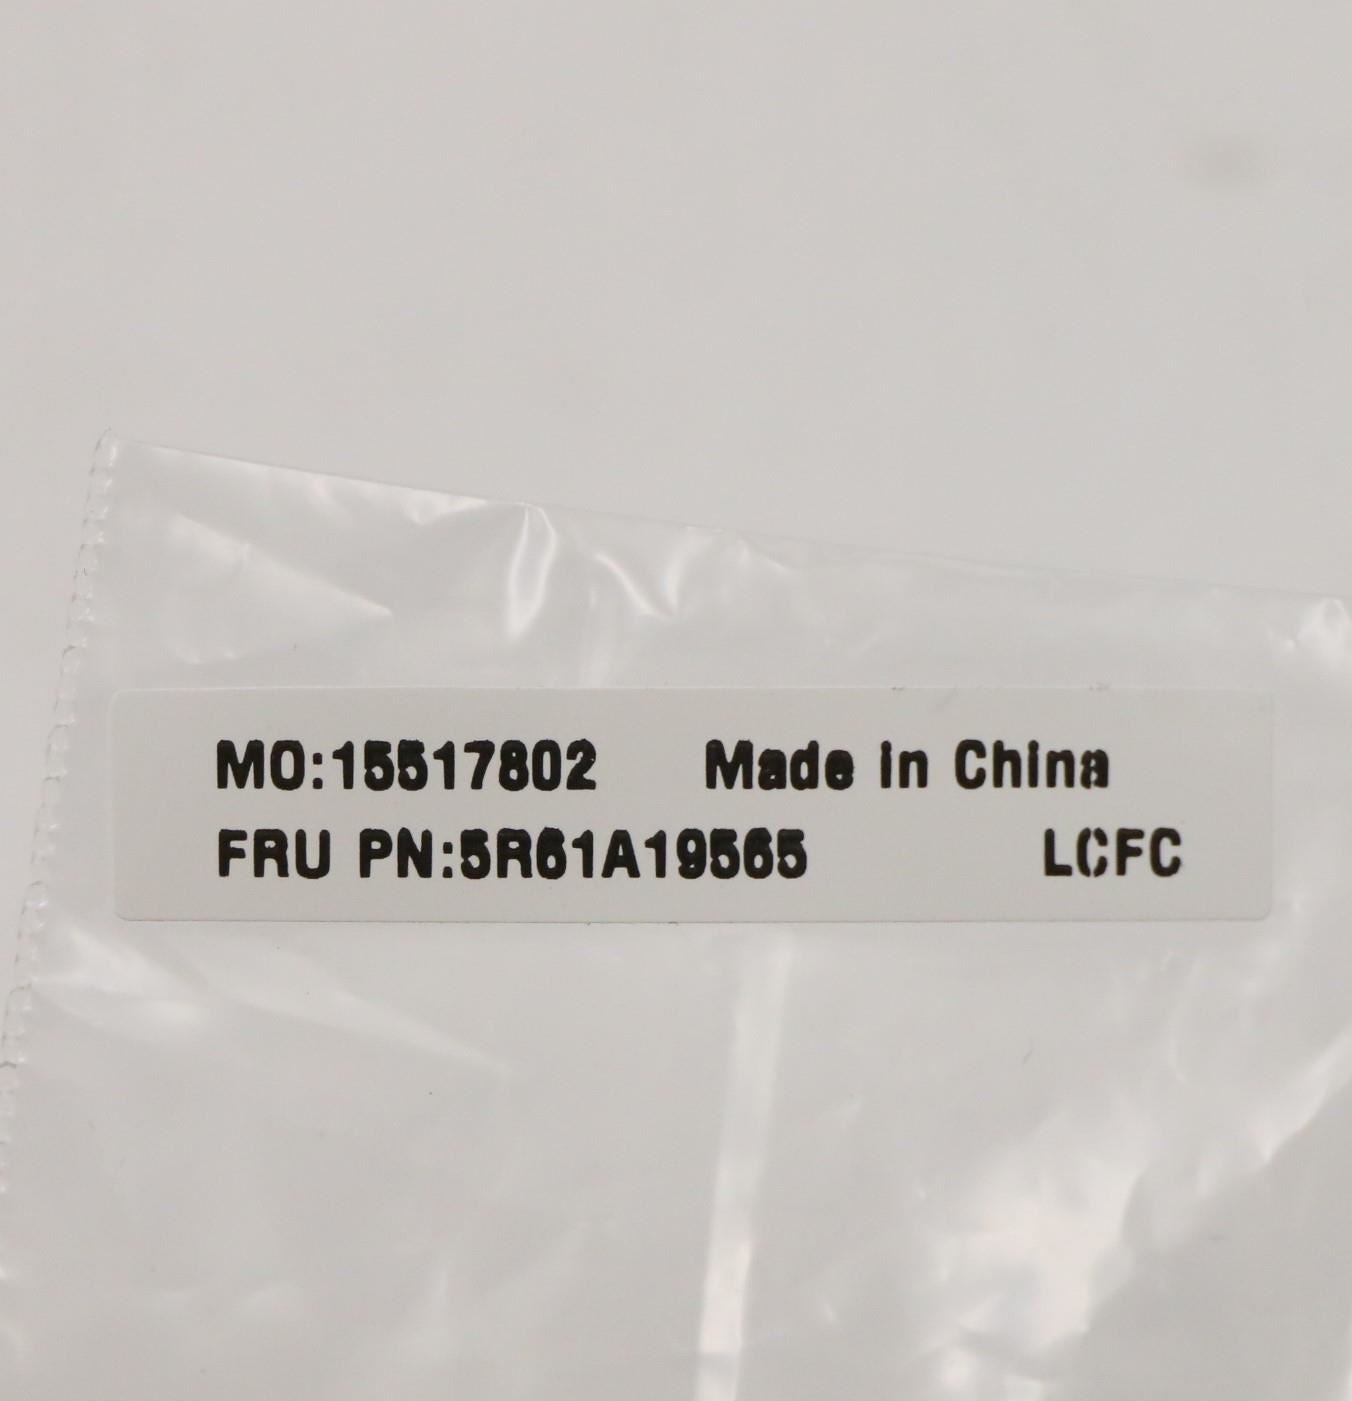 MO:15517802 Made in China
FRU PN:5R61A19565 LCFC